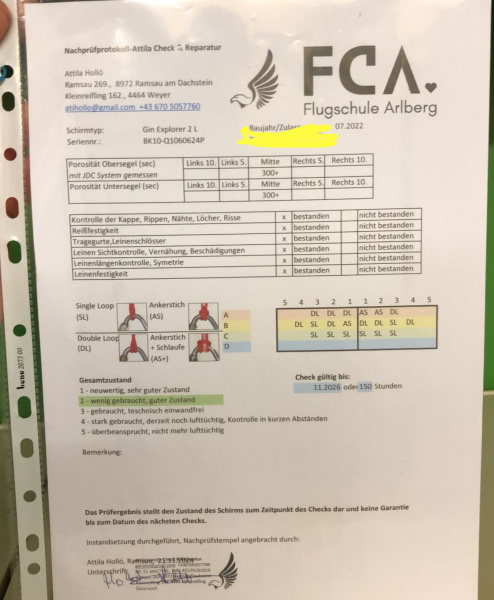 Nachprüfprotokoll-Attila Check & Reparatur
FCA
Flugschule Arlberg
Attila Holló
Ramsau 269., 8972 Ramsau am Dachstein
Kleinreifling 162., 4464 Weyer
atihollo@gmail.com +43 670 5057760
Schirmtyp: Gin Explorer 2 L 07.2022
Seriennr.: BK10-Q1060624P
Porosität Obersegel (sec) Links 10. Links 5. Mitte Rechts 5. Rechts 10.
mit JDC System gemessen 300+
Porosität Untersegel (sec) Links 10. Links 5. Mitte Rechts 5. Rechts 10.
300+
Kontrolle der Kappe, Rippen, Nähte, Löcher, Risse x bestanden nicht bestanden
Reißfestigkeit x bestanden nicht bestanden
Tragegurte,Leinenschlösser x bestanden nicht bestanden
Leinen Sichtkontrolle, Vernähung, Beschädigungen x bestanden nicht bestanden
Leinenlängenkontrolle, Symetrie x bestanden nicht bestanden
Leinenfestigkeit x bestanden nicht bestanden
Single Loop (SL) Ankerstich (AS)
Double Loop (DL) Ankerstich + Schlaufe (AS+)
A
B
C
D
5 4 3 2 1 1 2 3 4 5
DL DL DL AS AS DL
DL SL DL AS DL DL SL DL
SL SL DL DL SL SL
Gesamtzustand
1 - neuwertig, sehr guter Zustand
2 - wenig gebraucht, guter Zustand
3 - gebraucht, teschnisch einwandfrei
4 - stark gebraucht, derzeit noch lufttüchtig, Kontrolle in kurzen Abständen
5 - überbeansprucht, nicht mehr lufttüchtig
Check gültig bis:
11.2026 oder 150 Stunden
Bemerkung:
Das Prüfergebnis stellt den Zustand des Schirms zum Zeitpunkt des Checks dar und keine Garantie
bis zum Datum des nächsten Checks.
Instandsetzung durchgeführt, Nachprüfstempel angebracht durch:
Attila Holló, Ramsau,
Unterschrift: